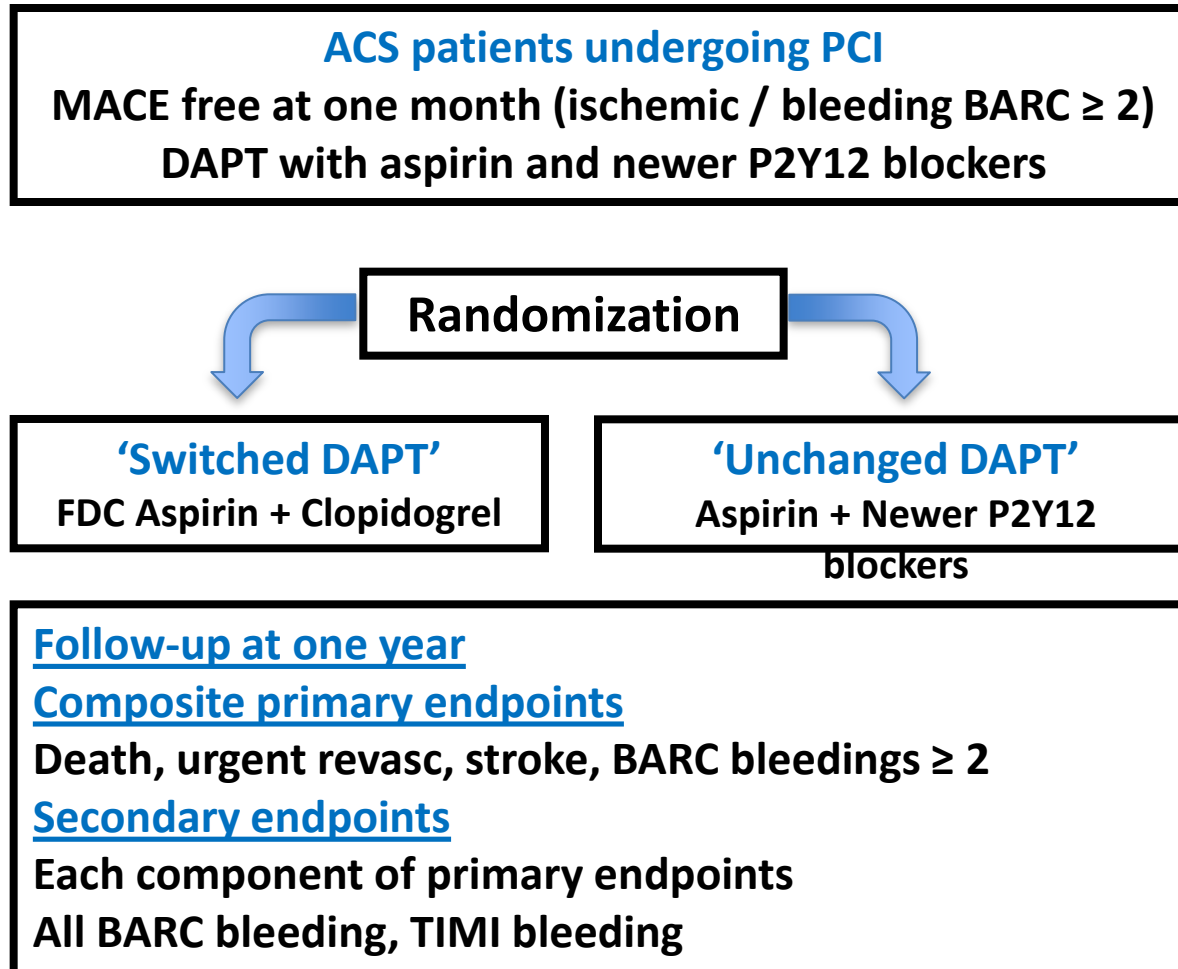 ACS patients undergoing PCI
MACE free at one month (ischemic / bleeding BARC ≥ 2)
DAPT with aspirin and newer P2Y12 blockers
Randomization
‘Switched DAPT’
FDC Aspirin + Clopidogrel
‘Unchanged DAPT’
Aspirin + Newer P2Y12
blockers
Follow-up at one year
Composite primary endpoints
Death, urgent revasc, stroke, BARC bleedings ≥ 2
Secondary endpoints
Each component of primary endpoints
All BARC bleeding, TIMI bleeding